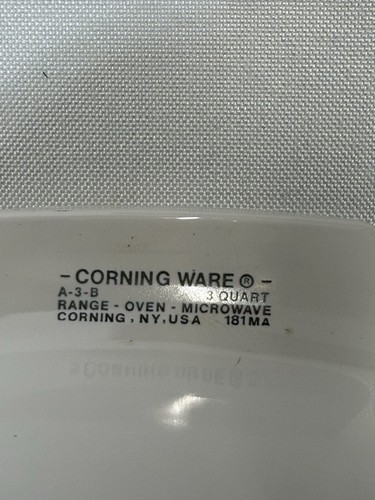 - CORNING WARE ® -
A-3-B 3 QUART
RANGE - OVEN - MICROWAVE
CORNING, NY, USA 181MA